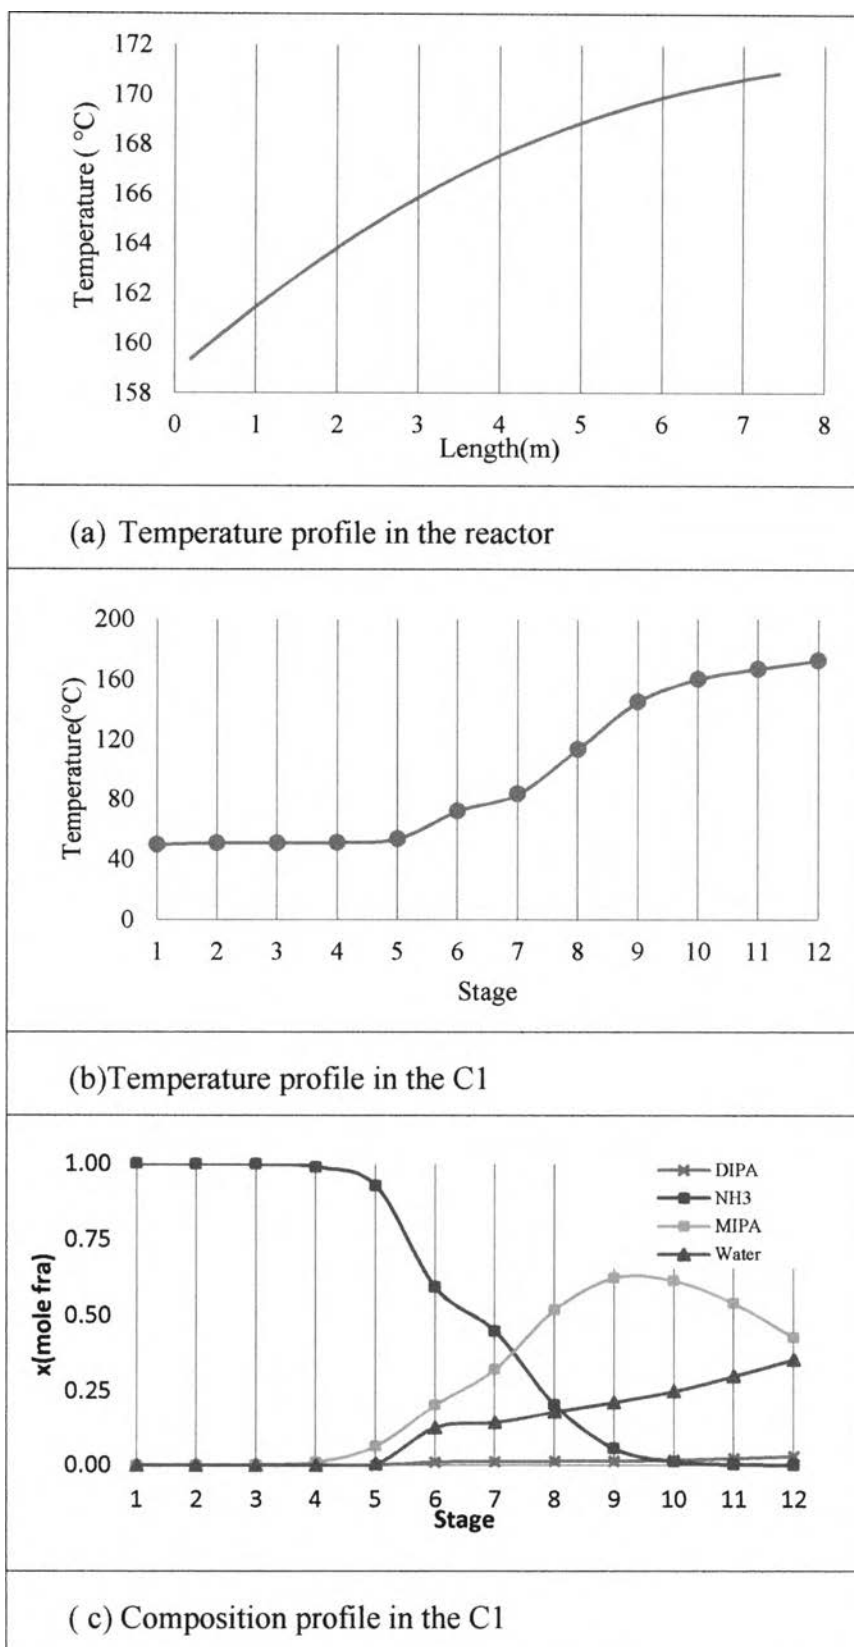 172
170
168
166
164
162
160
158
Temperature ( °C)
0 1 2 3 4 5 6 7 8
Length(m)
(a) Temperature profile in the reactor
200
160
120
80
40
0
Temperature(°C)
1 2 3 4 5 6 7 8 9 10 11 12
Stage
(b)Temperature profile in the C1
1.00
0.75
0.50
0.25
0.00
x(mole fra)
DIPA
NH3
MIPA
Water
1 2 3 4 5 6 7 8 9 10 11 12
Stage
( c) Composition profile in the C1